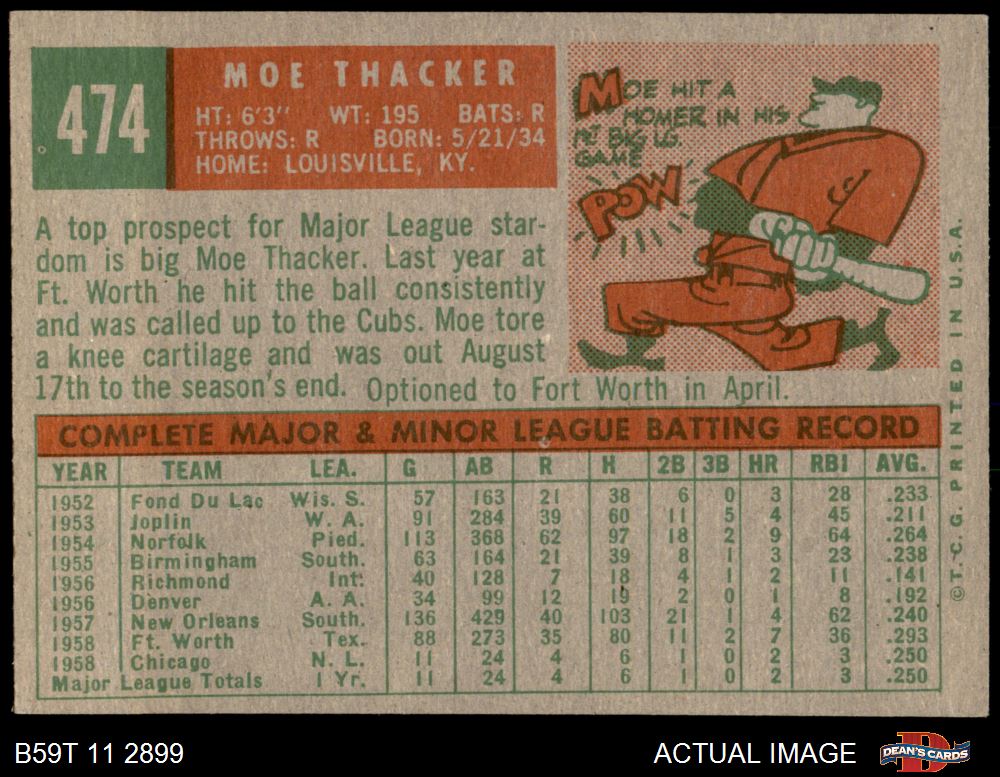 474
MOE THACKER
HT: 6'3" WT: 195 BATS: R
THROWS: R BORN: 5/21/34
HOME: LOUISVILLE, KY.
MOE HIT A
HOMER IN HIS
1ST BIG LG.
GAME
POW
A top prospect for Major League star-
dom is big Moe Thacker. Last year at
Ft. Worth he hit the ball consistently
and was called up to the Cubs. Moe tore
a knee cartilage and was out August
17th to the season's end. Optioned to Fort Worth in April.
COMPLETE MAJOR & MINOR LEAGUE BATTING RECORD
YEAR TEAM LEA. G AB R H 2B 3B HR RBI AVG.
1952 Fond Du Lac Wis. S. 57 163 21 38 6 0 3 28 .233
1953 Joplin W. A. 91 284 39 60 11 5 4 45 .211
1954 Norfolk Pied. 113 368 62 97 18 2 9 64 .264
1955 Birmingham South. 63 164 21 39 8 1 3 23 .238
1956 Richmond Int. 40 128 7 18 4 1 2 11 .141
1956 Denver A. A. 34 99 12 19 2 0 1 8 .192
1957 New Orleans South. 136 429 40 103 21 1 4 62 .240
1958 Ft. Worth Tex. 88 273 35 80 11 2 7 36 .293
1958 Chicago N. L. 11 24 4 6 1 0 2 3 .250
Major League Totals 1 Yr. 11 24 4 6 1 0 2 3 .250
©T. C. G. PRINTED IN U.S.A.
B59T 11 2899
ACTUAL IMAGE
DEAN'S CARDS